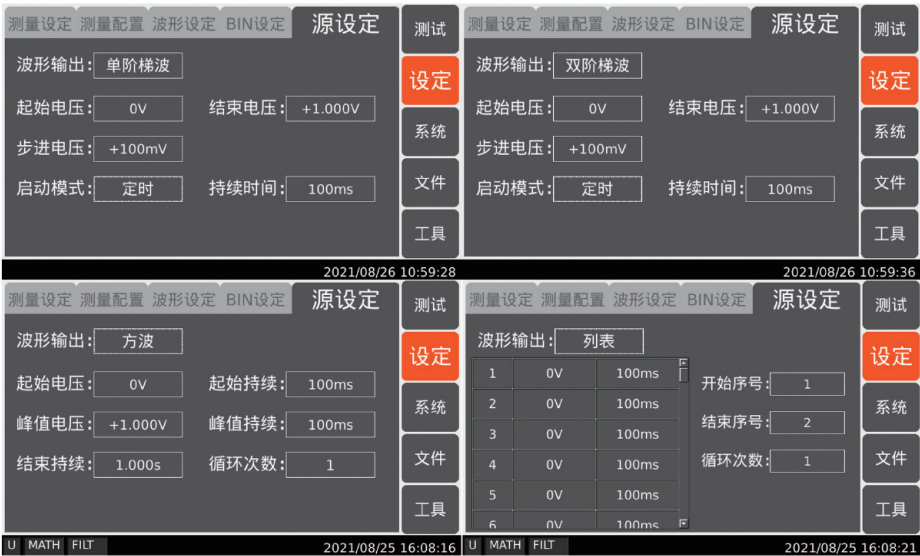 测量设定 测量配置 波形设定 BIN设定 源设定 测试
波形输出: 单阶梯波
设定
起始电压: 0V 结束电压: +1.000V
系统
步进电压: +100mV
启动模式: 定时 持续时间: 100ms
文件
工具
2021/08/26 10:59:28
测量设定 测量配置 波形设定 BIN设定 源设定 测试
波形输出: 双阶梯波
设定
起始电压: 0V 结束电压: +1.000V
系统
步进电压: +100mV
启动模式: 定时 持续时间: 100ms
文件
工具
2021/08/26 10:59:36
测量设定 测量配置 波形设定 BIN设定 源设定 测试
波形输出: 方波
设定
起始电压: 0V 起始持续: 100ms
系统
峰值电压: +1.000V 峰值持续: 100ms
结束持续: 1.000s 循环次数: 1
文件
工具
U MATH FILT 2021/08/25 16:08:16
测量设定 测量配置 波形设定 BIN设定 源设定 测试
波形输出: 列表
设定
1 0V 100ms
开始序号: 1
2 0V 100ms
系统
结束序号: 2
3 0V 100ms
4 0V 100ms
循环次数: 1
文件
5 0V 100ms
工具
6 0V 100ms
U MATH FILT 2021/08/25 16:08:21